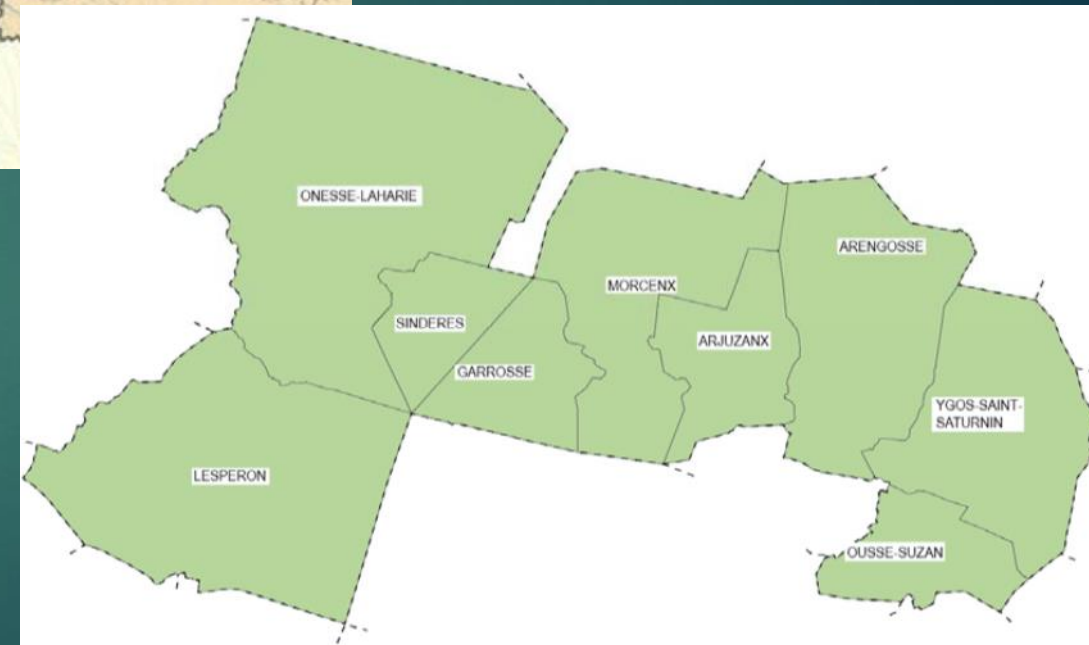 ONESSE-LAHARIE
ARENGOSSE
MORCENX
SINDERES
ARJUZANX
GARROSSE
YGOS-SAINT-
SATURNIN
LESPERON
OUSSE-SUZAN